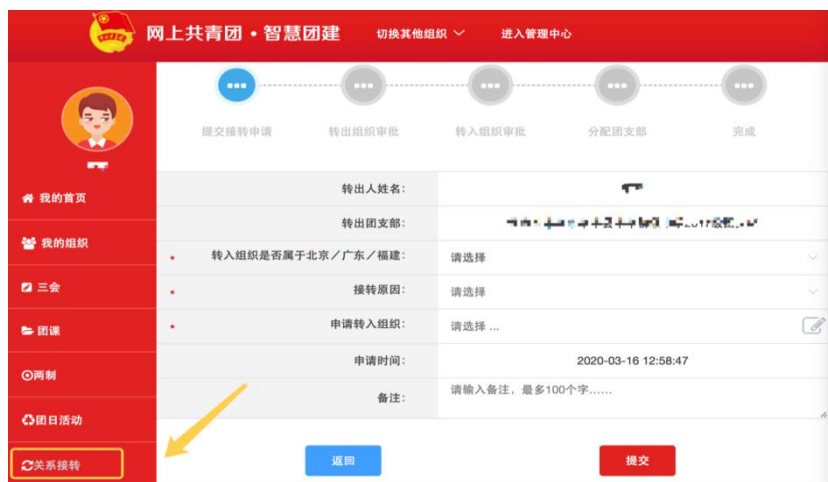 网上共青团·智慧团建 切换其他组织 进入管理中心
提交接转申请 转出组织审批 转入组织审批 分配团支部 完成
我的首页
我的组织
三会
团课
两制
团日活动
关系接转
转出人姓名:
转出团支部:
* 转入组织是否属于北京/广东/福建: 请选择
* 接转原因: 请选择
* 申请转入组织: 请选择 ...
申请时间: 2020-03-16 12:58:47
备注: 请输入备注，最多100个字……
返回 提交